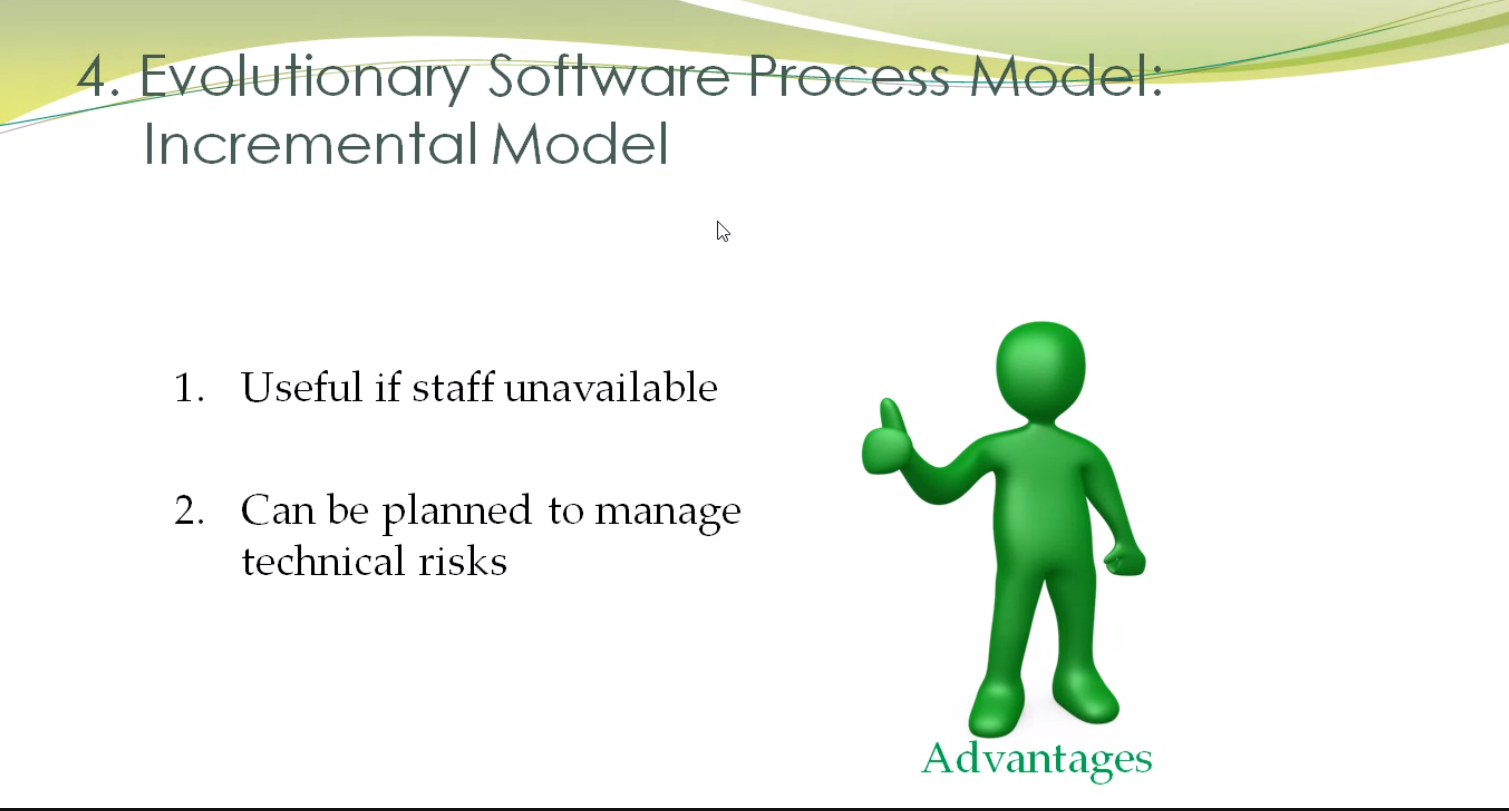 4. Evolutionary Software Process Model:
Incremental Model
1. Useful if staff unavailable
2. Can be planned to manage
technical risks
Advantages